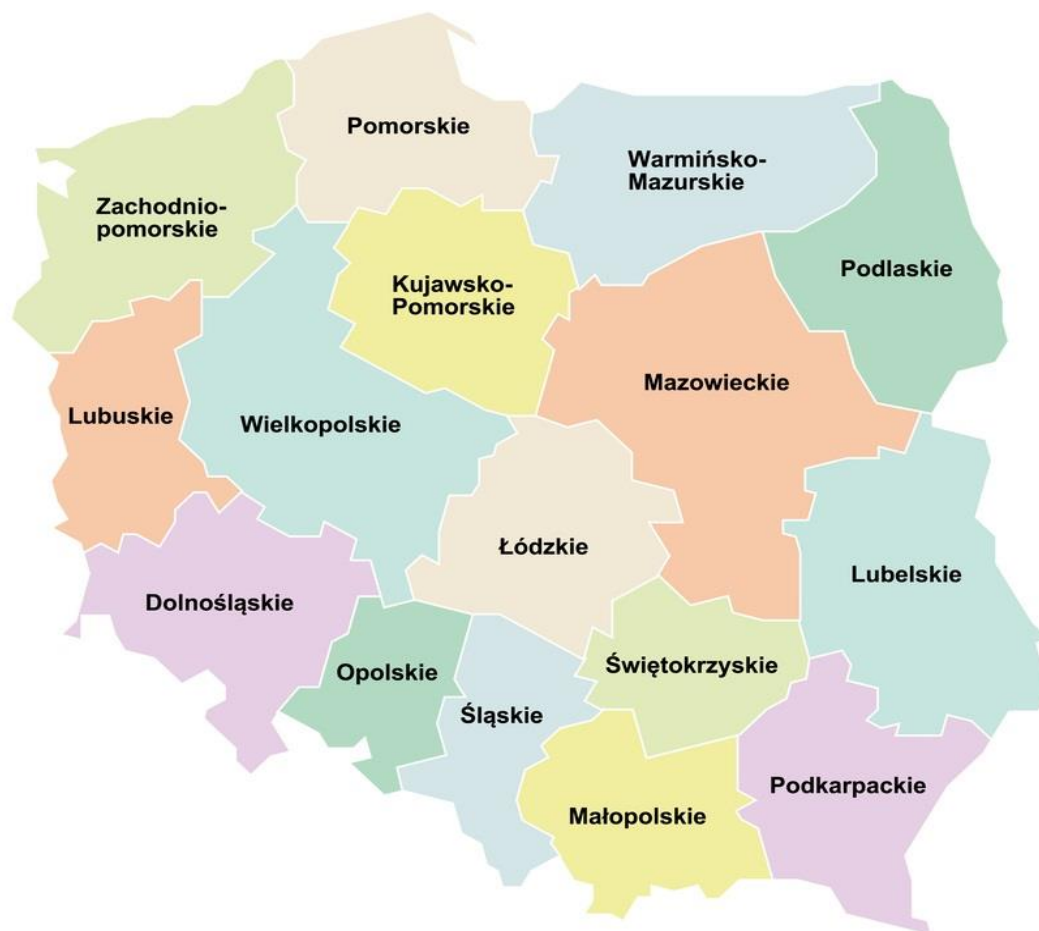 Pomorskie
Warmińsko-
Mazurskie
Zachodnio-
pomorskie
Podlaskie
Kujawsko-
Pomorskie
Mazowieckie
Lubuskie
Wielkopolskie
Łódzkie
Lubelskie
Dolnośląskie
Opolskie
Świętokrzyskie
Śląskie
Podkarpackie
Małopolskie